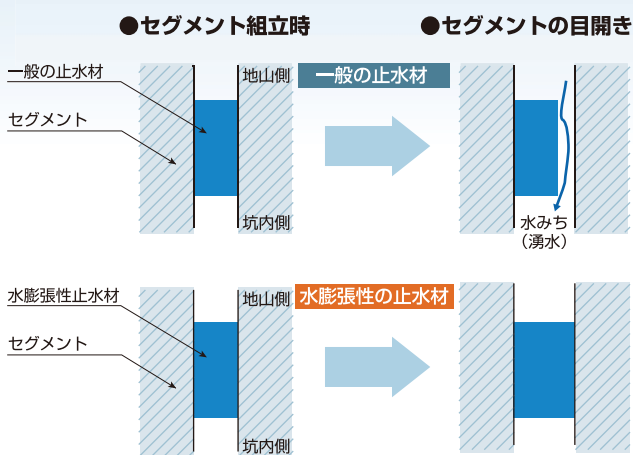 ●セグメント組立時
●セグメントの目開き
一般の止水材
セグメント
地山側
坑内側
一般の止水材
水みち
（湧水）
水膨張性止水材
セグメント
地山側
坑内側
水膨張性の止水材